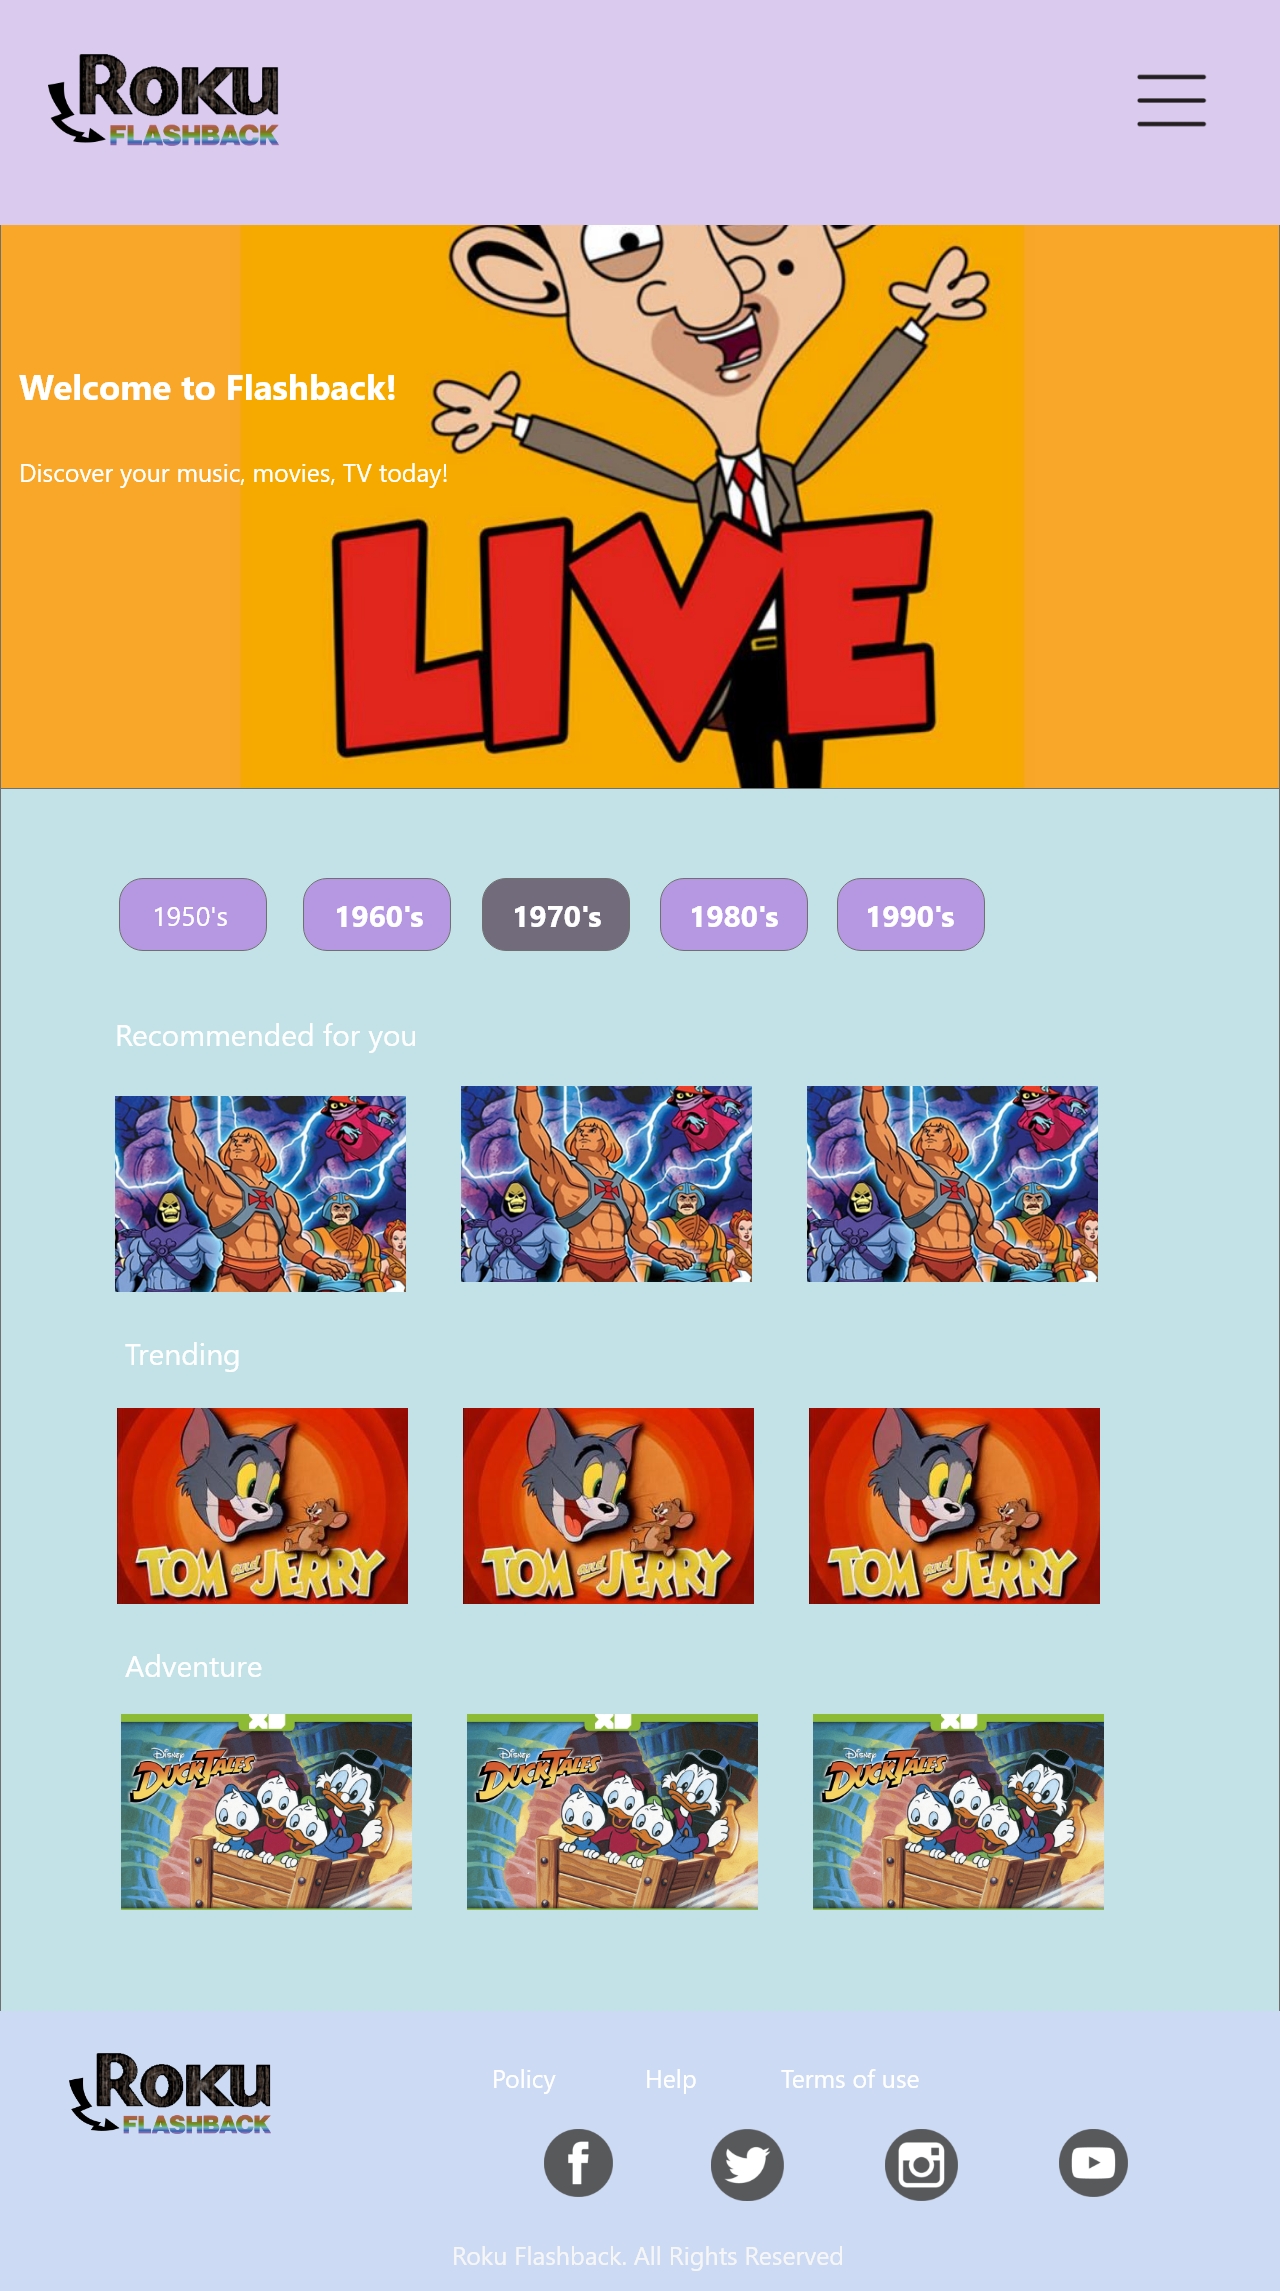 ROKU
FLASHBACK
Welcome to Flashback!
Discover your music, movies, TV today!
LIVE
1950's 1960's 1970's 1980's 1990's
Recommended for you
Trending
TOM and JERRY TOM and JERRY TOM and JERRY
Adventure
XD XD XD
Disney Disney Disney
DUCKTALES DUCKTALES DUCKTALES
ROKU
FLASHBACK
Policy Help Terms of use
Roku Flashback. All Rights Reserved